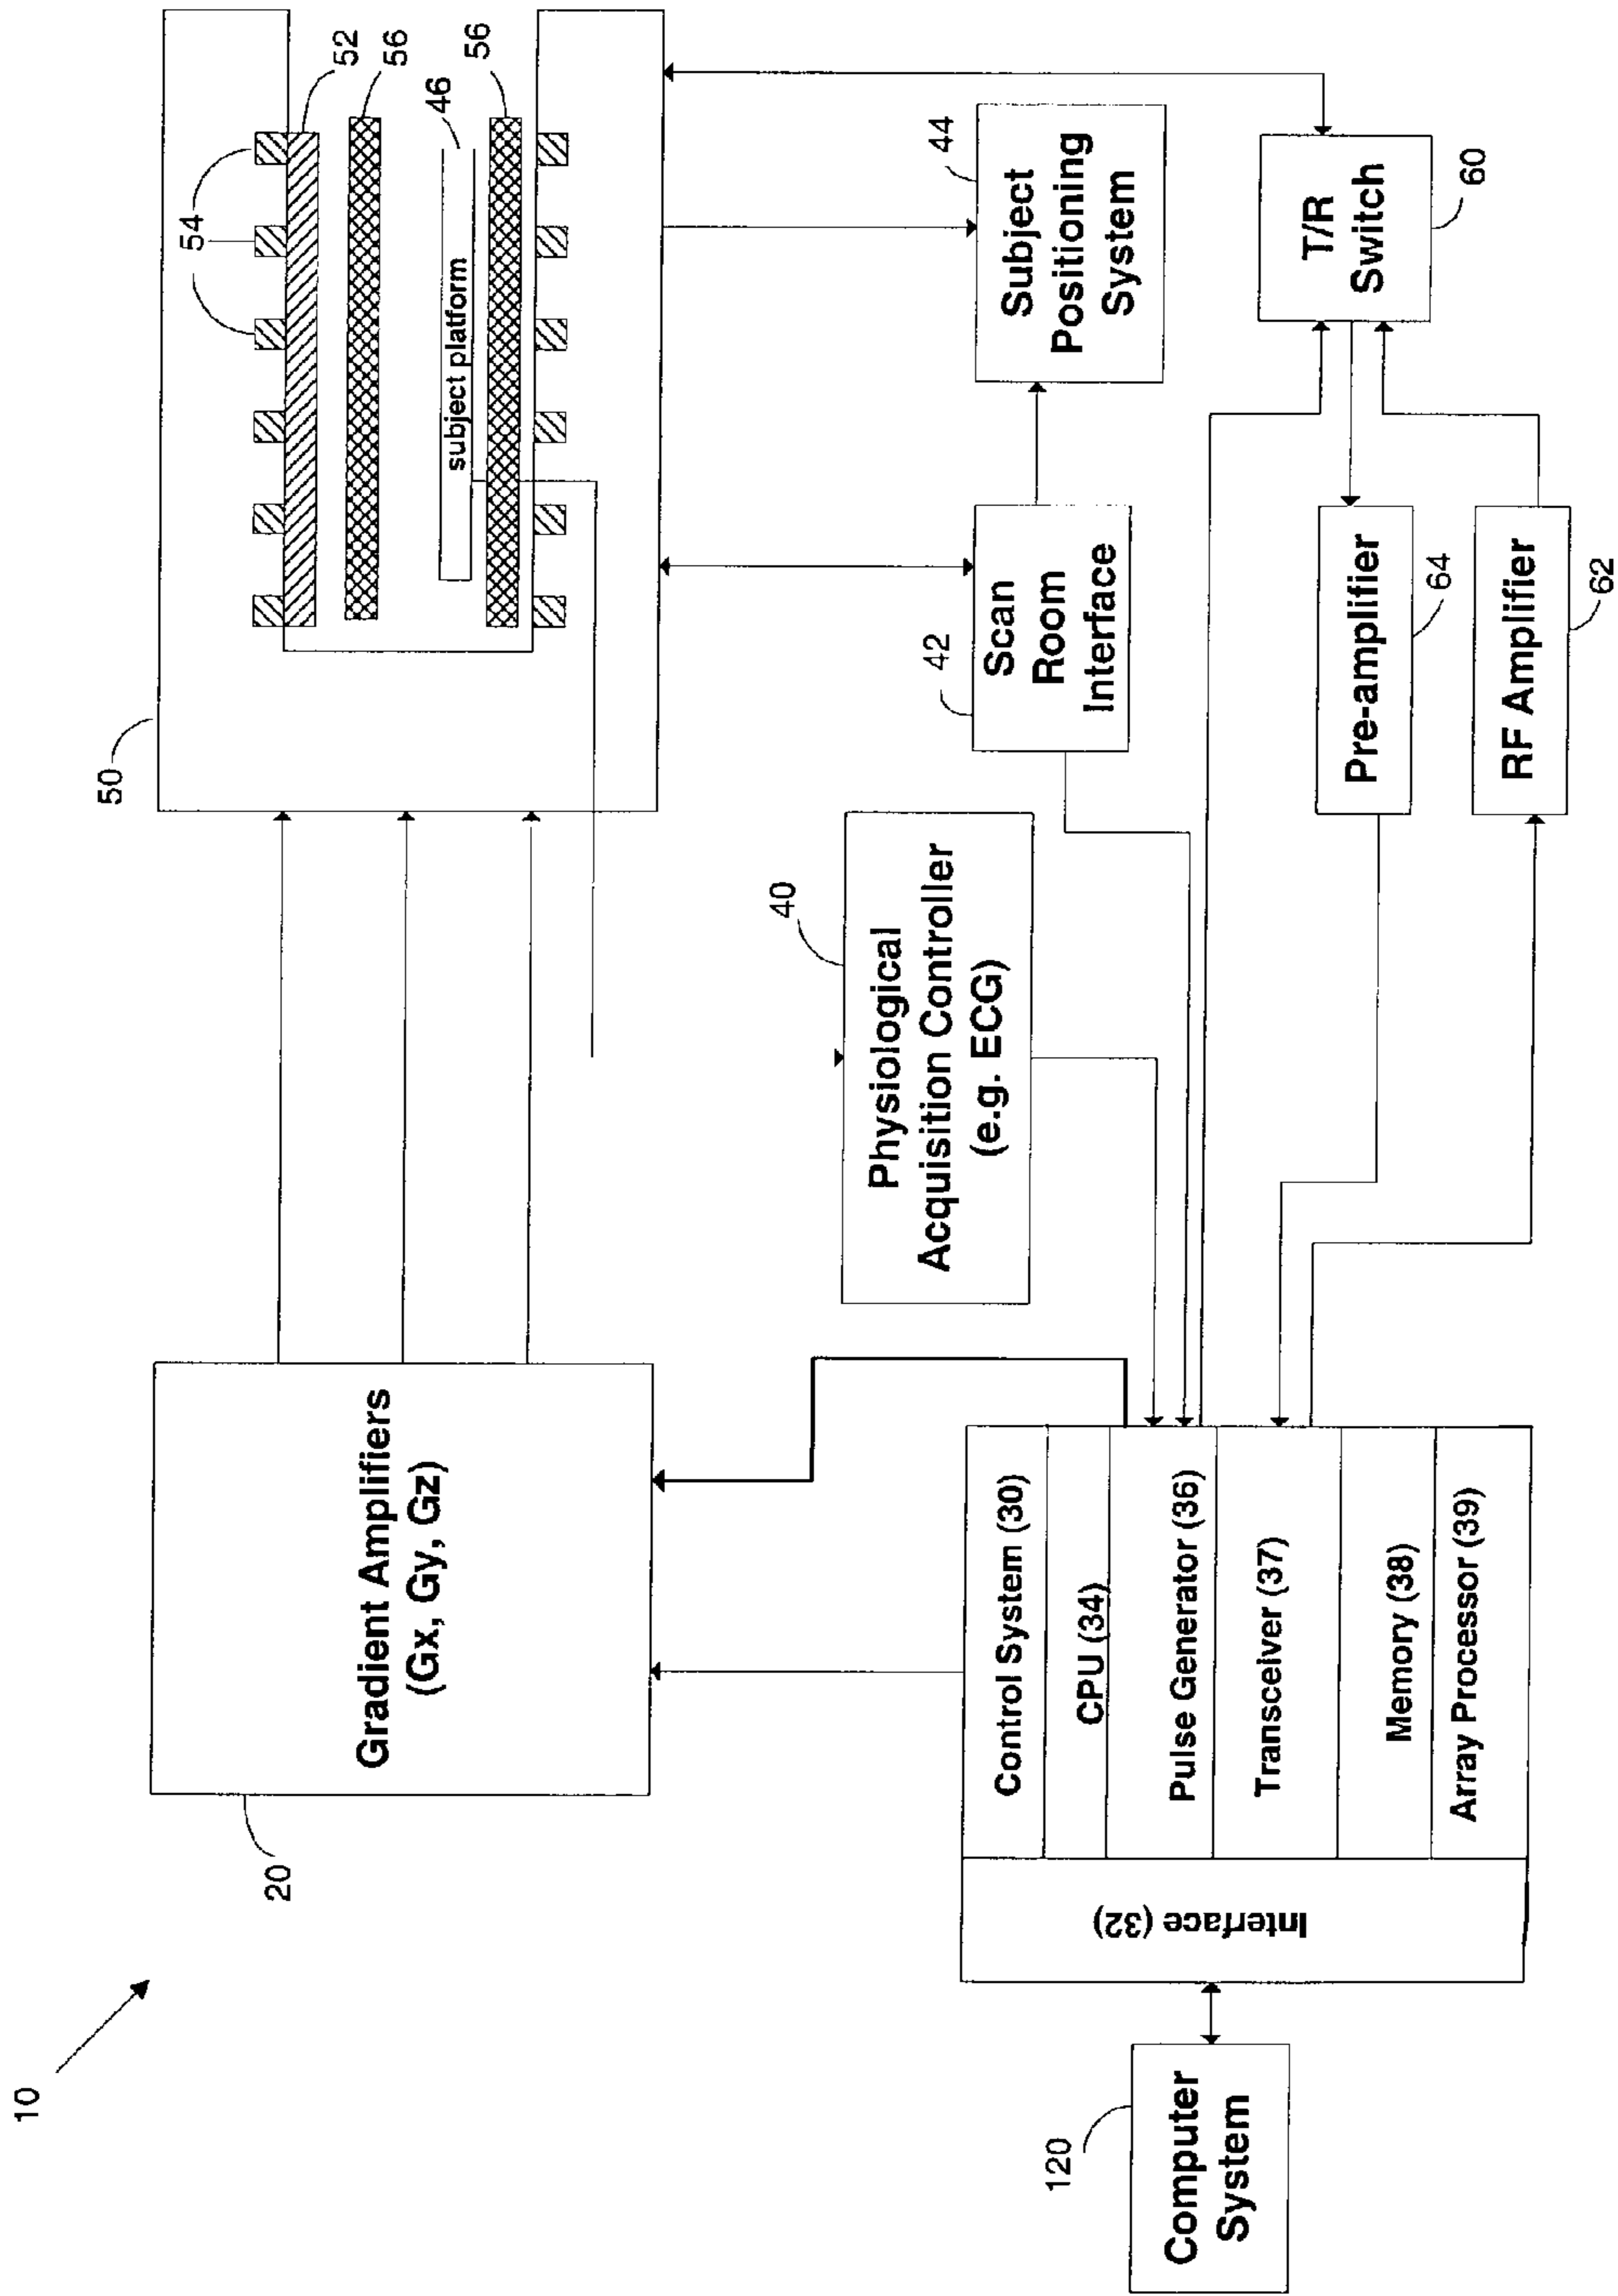 10
20
Gradient Amplifiers
(Gx, Gy, Gz)
50
54
52
56
46
56
subject platform
40
Physiological
Acquisition Controller
(e.g. ECG)
42
Scan
Room
Interface
44
Subject
Positioning
System
120
Computer
System
Interface (32)
Control System (30)
CPU (34)
Pulse Generator (36)
Transceiver (37)
Memory (38)
Array Processor (39)
Pre-amplifier
64
RF Amplifier
62
T/R
Switch
60